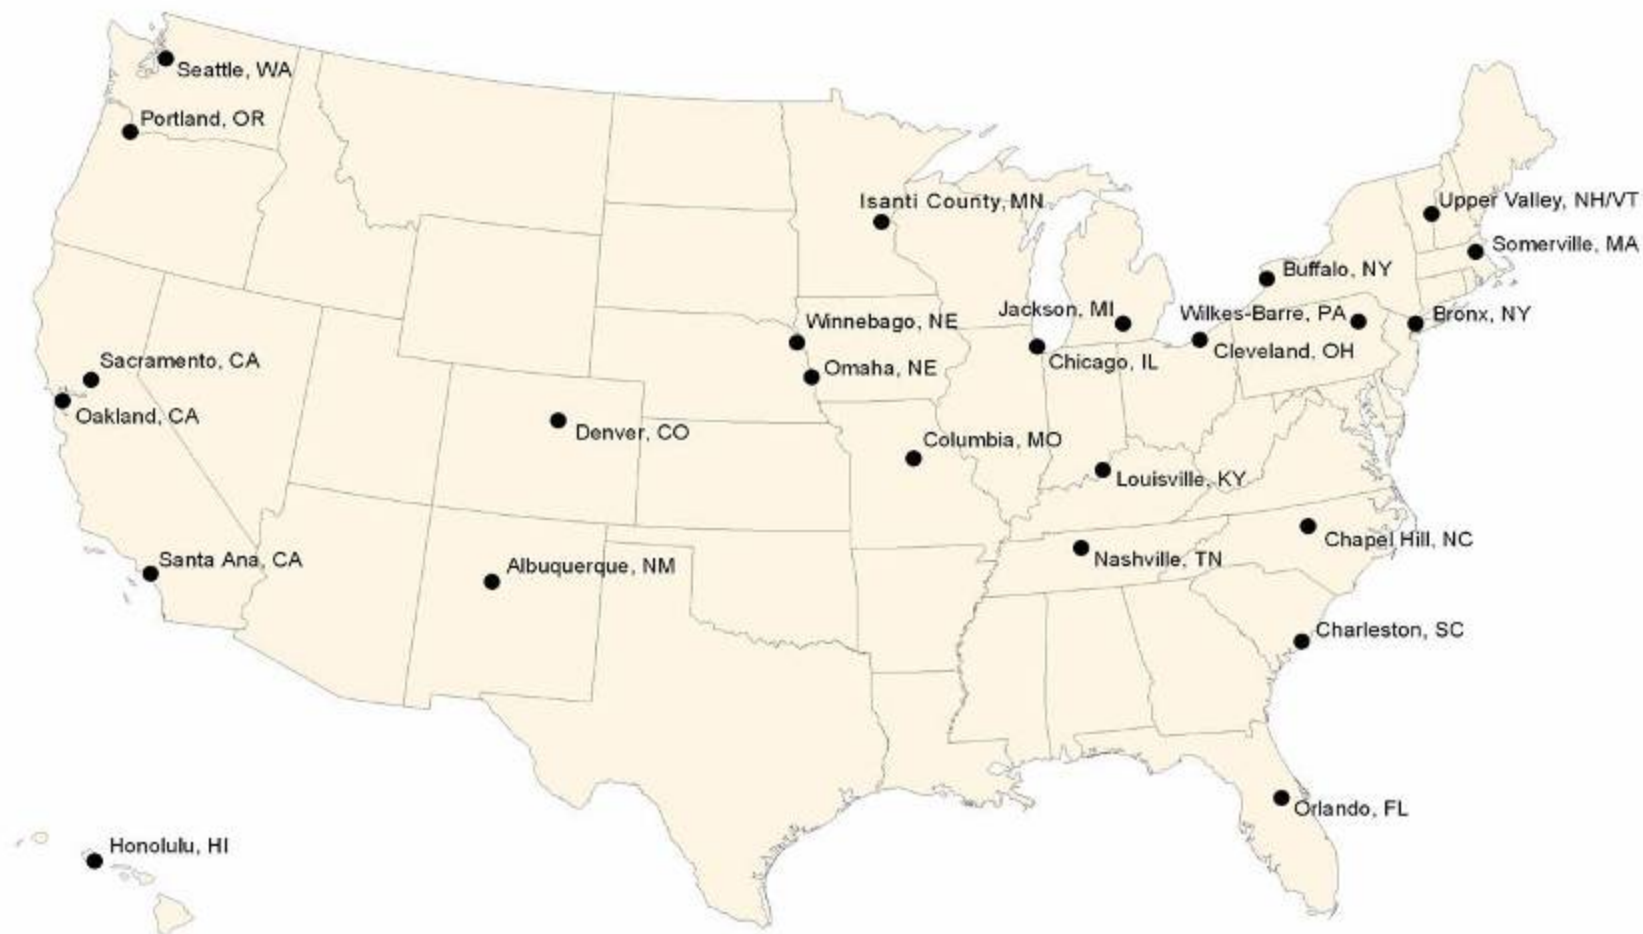 Seattle, WA
Portland, OR
Isanti County, MN
Upper Valley, NH/VT
Somerville, MA
Buffalo, NY
Jackson, MI
Wilkes-Barre, PA
Bronx, NY
Winnebago, NE
Cleveland, OH
Sacramento, CA
Chicago, IL
Omaha, NE
Oakland, CA
Denver, CO
Columbia, MO
Louisville, KY
Chapel Hill, NC
Santa Ana, CA
Nashville, TN
Albuquerque, NM
Charleston, SC
Orlando, FL
Honolulu, HI